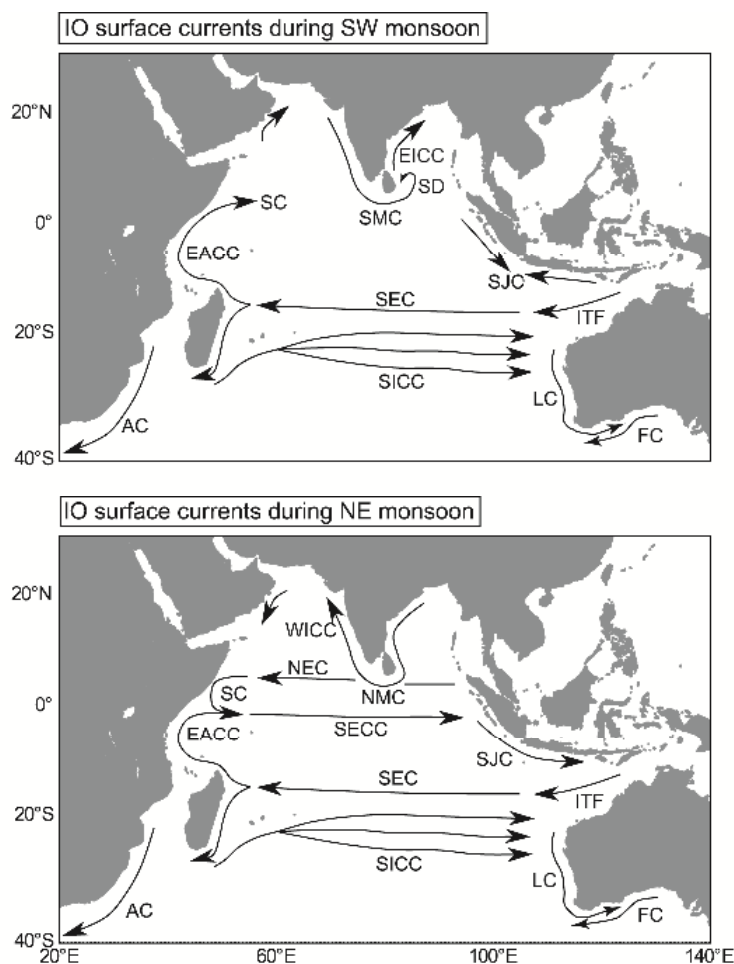 IO surface currents during SW monsoon
20°N
EICC
SD
SC
SMC
0°
EACC
SJC
SEC
ITF
20°S
SICC
LC
AC
FC
40°S
IO surface currents during NE monsoon
20°N
WICC
NEC
SC
NMC
0°
EACC
SECC
SJC
SEC
ITF
20°S
SICC
LC
AC
FC
40°S
20°E
60°E
100°E
140°E